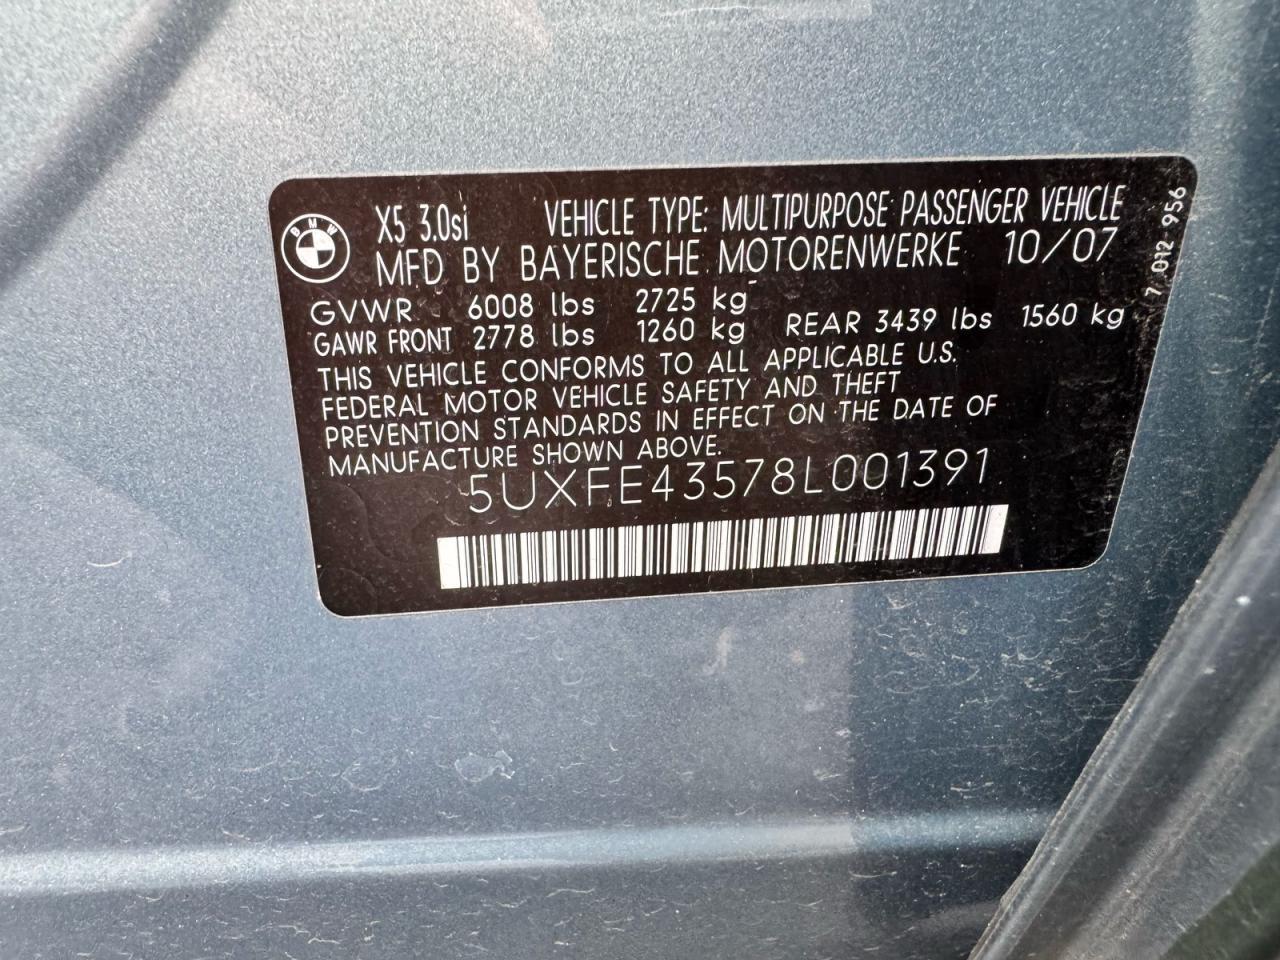 BMW
X5 3.0si VEHICLE TYPE: MULTIPURPOSE PASSENGER VEHICLE
MFD BY BAYERISCHE MOTORENWERKE 10/07
GVWR 6008 lbs 2725 kg
GAWR FRONT 2778 lbs 1260 kg REAR 3439 lbs 1560 kg
THIS VEHICLE CONFORMS TO ALL APPLICABLE U.S.
FEDERAL MOTOR VEHICLE SAFETY AND THEFT
PREVENTION STANDARDS IN EFFECT ON THE DATE OF
MANUFACTURE SHOWN ABOVE.
5UXFE43578L001391
7 012 956